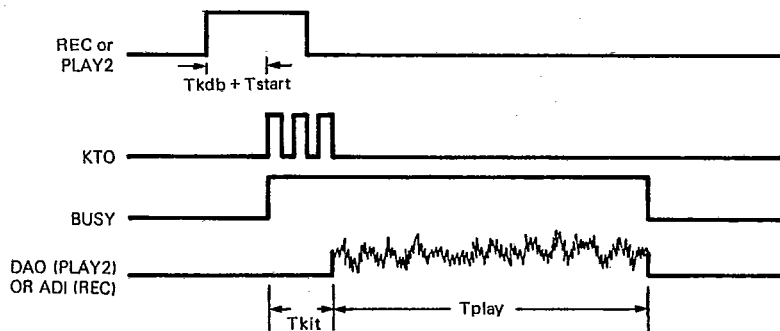 REC or
PLAY2
Tkdb + Tstart
KTO
BUSY
DAO (PLAY2)
OR ADI (REC)
Tkit
Tplay